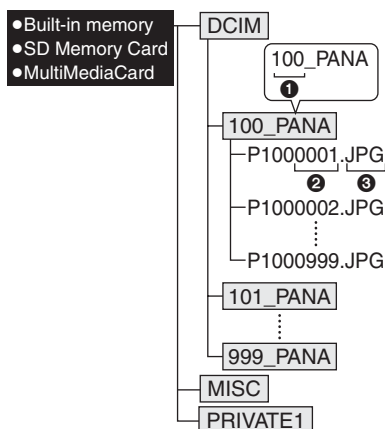 ●Built-in memory
●SD Memory Card
●MultiMediaCard
DCIM
100_PANA
❶
100_PANA
P1000001.JPG
❷ ❸
P1000002.JPG
P1000999.JPG
101_PANA
999_PANA
MISC
PRIVATE1